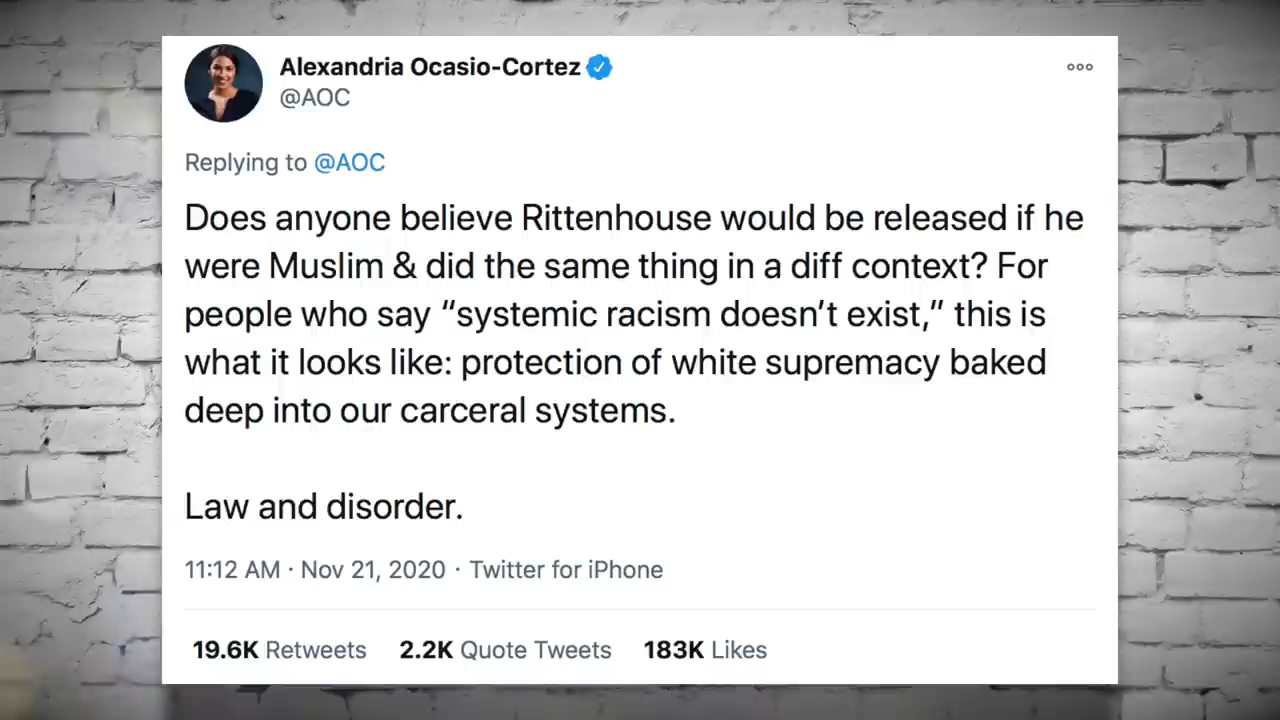 Alexandria Ocasio-Cortez
@AOC
Replying to @AOC
Does anyone believe Rittenhouse would be released if he
were Muslim & did the same thing in a diff context? For
people who say “systemic racism doesn’t exist,” this is
what it looks like: protection of white supremacy baked
deep into our carceral systems.
Law and disorder.
11:12 AM · Nov 21, 2020 · Twitter for iPhone
19.6K Retweets 2.2K Quote Tweets 183K Likes